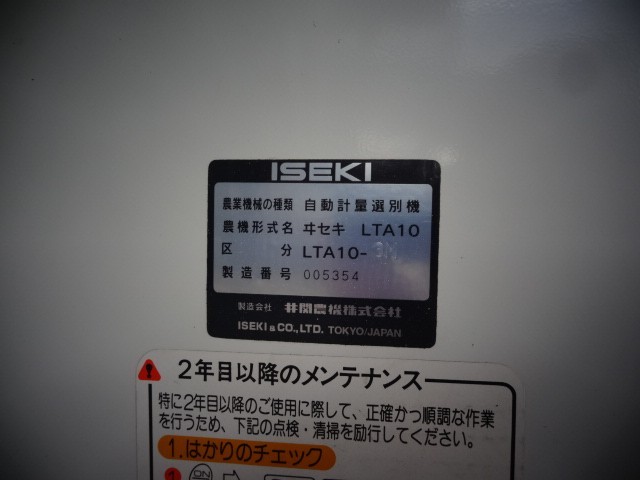 ISEKI
農業機械の種類 自動計量選別機
農機形式名 ヰセキ LTA10
区分 LTA10-
製造番号 005354
製造会社 井関農機株式会社
ISEKI & CO., LTD. TOKYO/JAPAN
2年目以降のメンテナンス
特に2年目以降のご使用に際して、正確かつ順調な作業
を行うため、下記の点検・清掃を励行してください。
1.はかりのチェック
ON